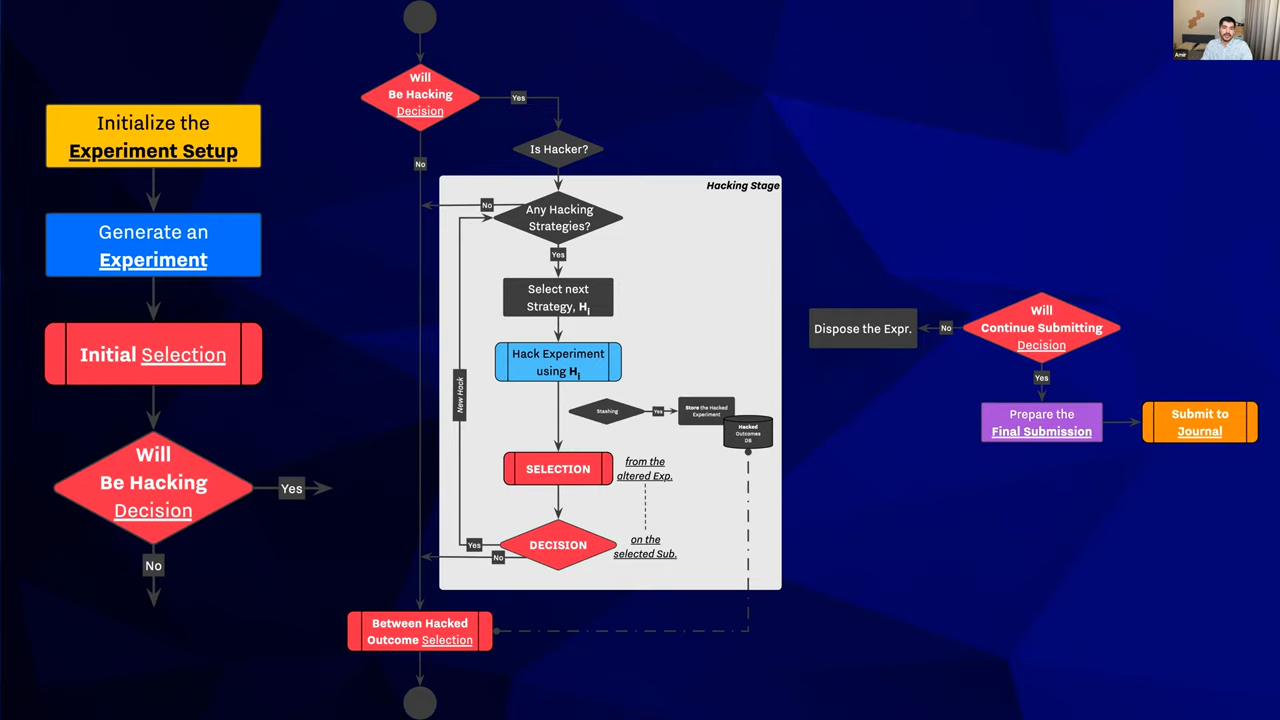 Initialize the
Experiment Setup
Generate an
Experiment
Initial Selection
Will
Be Hacking
Decision
Yes
No
Will
Be Hacking
Decision
Yes
No
Is Hacker?
Hacking Stage
No
Any Hacking
Strategies?
Yes
Select next
Strategy, Hi
Hack Experiment
using Hi
New Hack
Stashing
Yes
Store the Hacked
Experiment
Hacked
Outcomes
DB
SELECTION
from the
altered Exp.
DECISION
on the
selected Sub.
Yes
No
Between Hacked
Outcome Selection
Will
Continue Submitting
Decision
No
Dispose the Expr.
Yes
Prepare the
Final Submission
Submit to
Journal
Amir